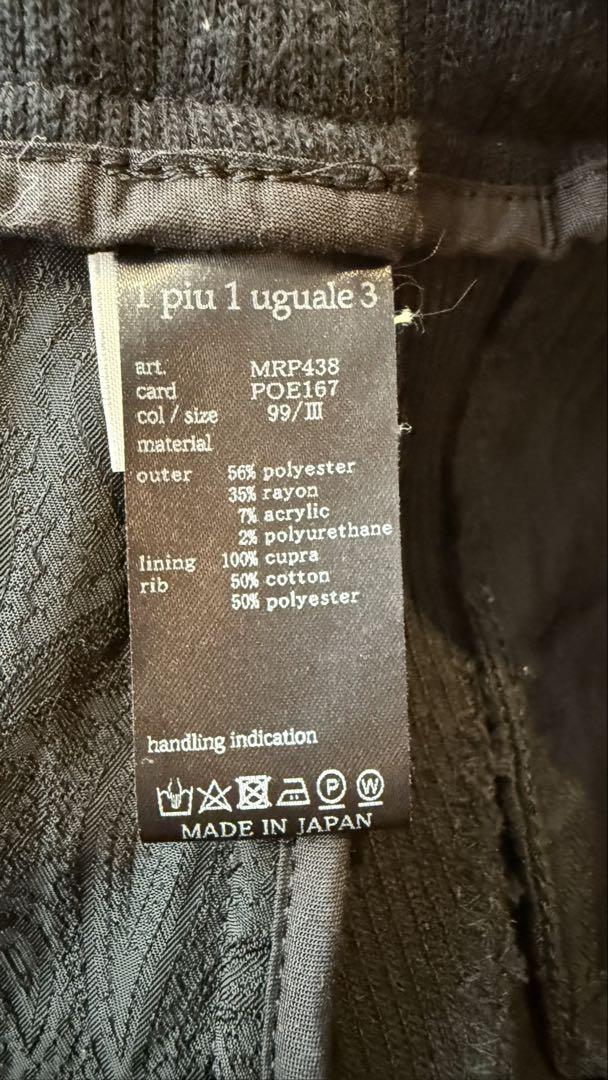 1 piu 1 uguale 3
art. MRP438
card POE167
col / size 99/III
material
outer 56% polyester
35% rayon
7% acrylic
2% polyurethane
lining 100% cupra
rib 50% cotton
50% polyester
handling indication
P W
MADE IN JAPAN